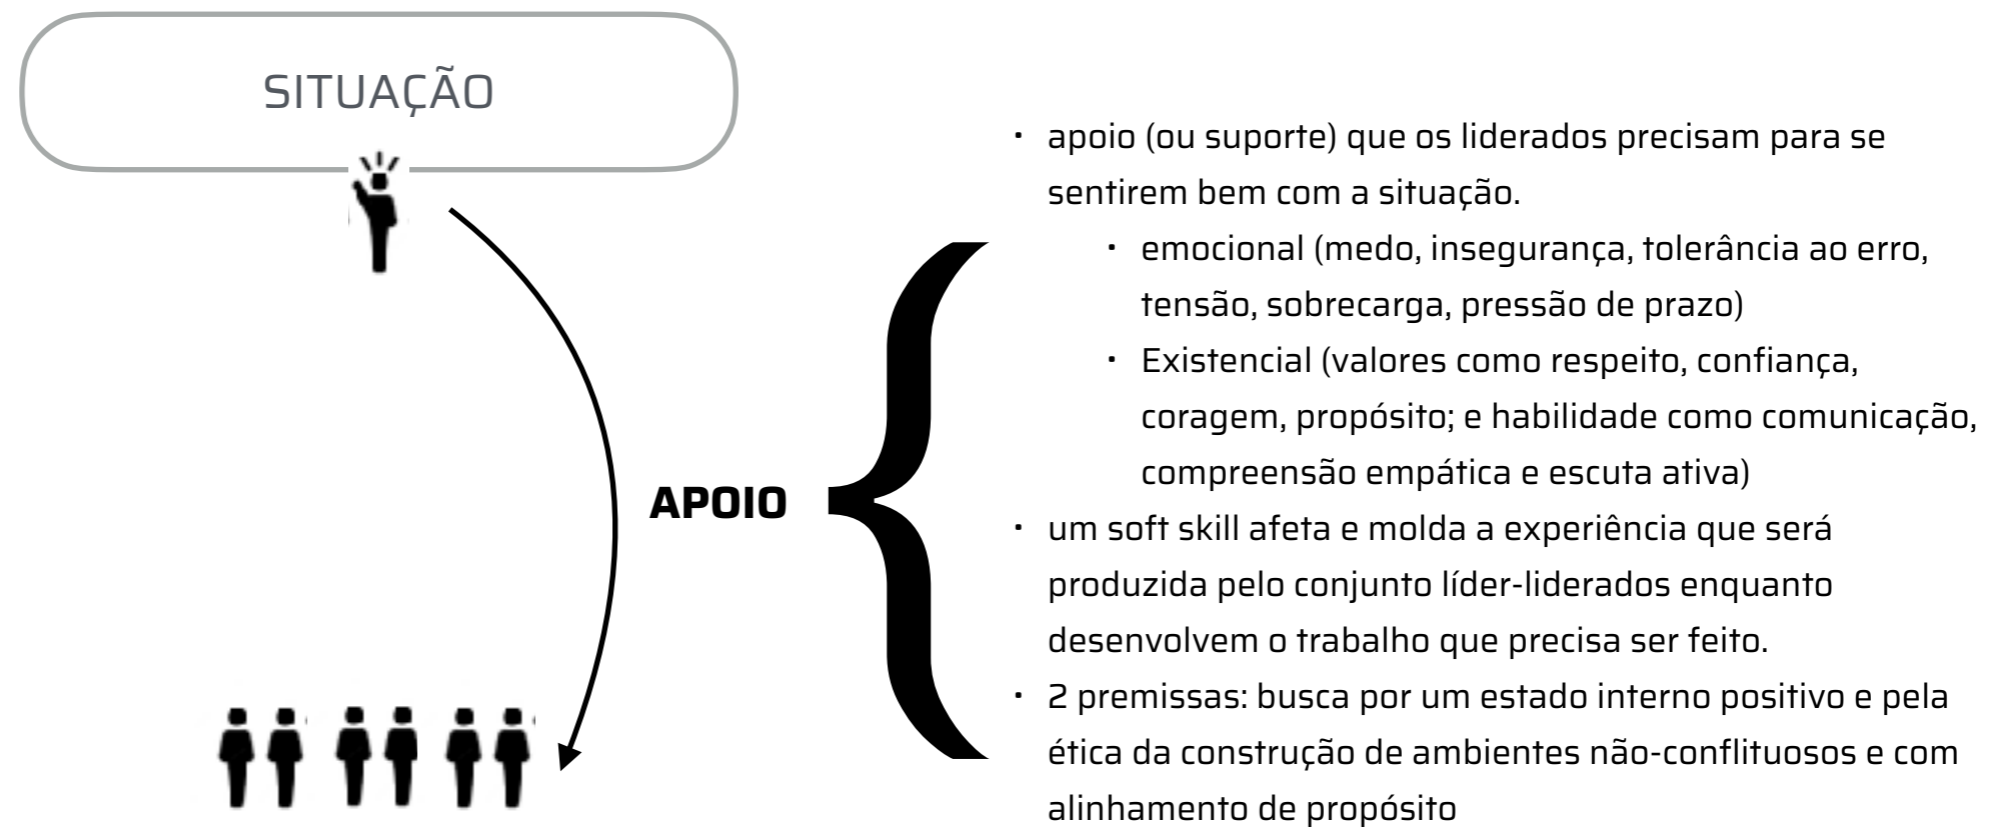 SITUAÇÃO
APOIO
· apoio (ou suporte) que os liderados precisam para se
sentirem bem com a situação.
· emocional (medo, insegurança, tolerância ao erro,
tensão, sobrecarga, pressão de prazo)
· Existencial (valores como respeito, confiança,
coragem, propósito; e habilidade como comunicação,
compreensão empática e escuta ativa)
· um soft skill afeta e molda a experiência que será
produzida pelo conjunto líder-liderados enquanto
desenvolvem o trabalho que precisa ser feito.
· 2 premissas: busca por um estado interno positivo e pela
ética da construção de ambientes não-conflituosos e com
alinhamento de propósito